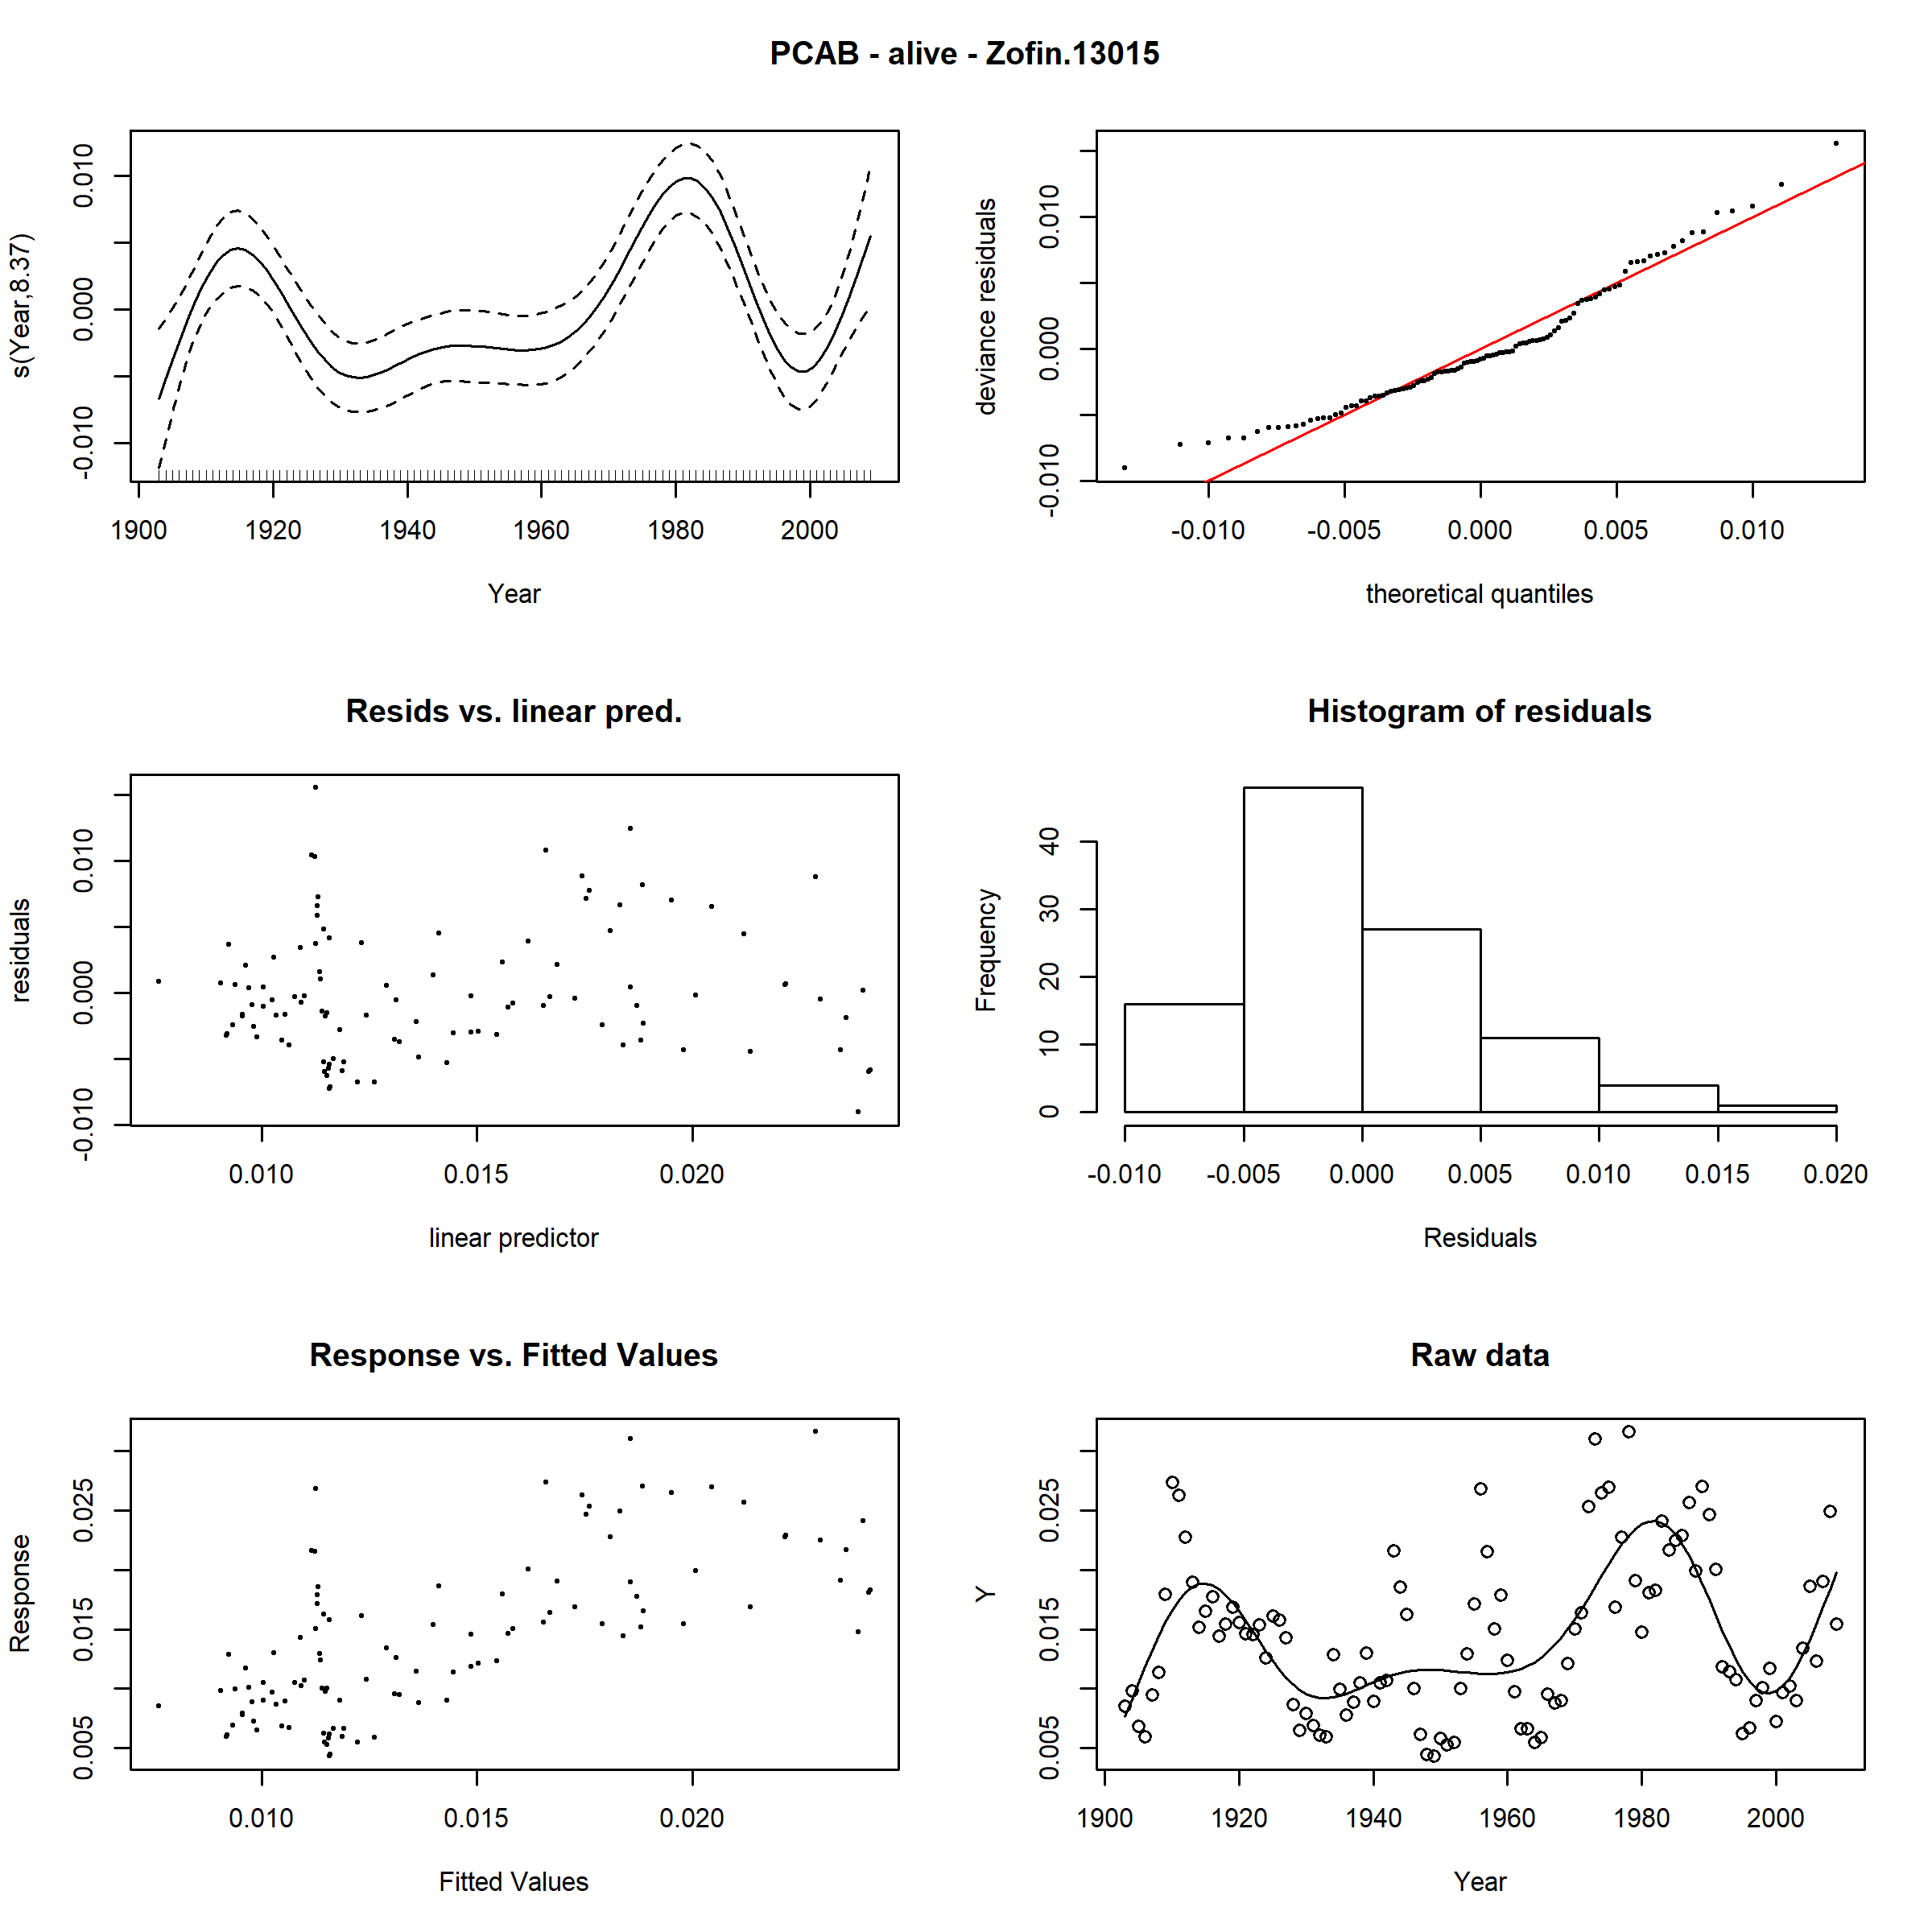 PCAB - alive - Zofin.13015
s(Year,8.37)
-0.010 0.000 0.010
1900 1920 1940 1960 1980 2000
Year
deviance residuals
-0.010 0.000 0.010
-0.010 -0.005 0.000 0.005 0.010
theoretical quantiles
Resids vs. linear pred.
residuals
-0.010 0.000 0.010
0.010 0.015 0.020
linear predictor
Histogram of residuals
Frequency
0 10 20 30 40
-0.010 -0.005 0.000 0.005 0.010 0.015 0.020
Residuals
Response vs. Fitted Values
Response
0.005 0.015 0.025
0.010 0.015 0.020
Fitted Values
Raw data
Y
0.005 0.015 0.025
1900 1920 1940 1960 1980 2000
Year